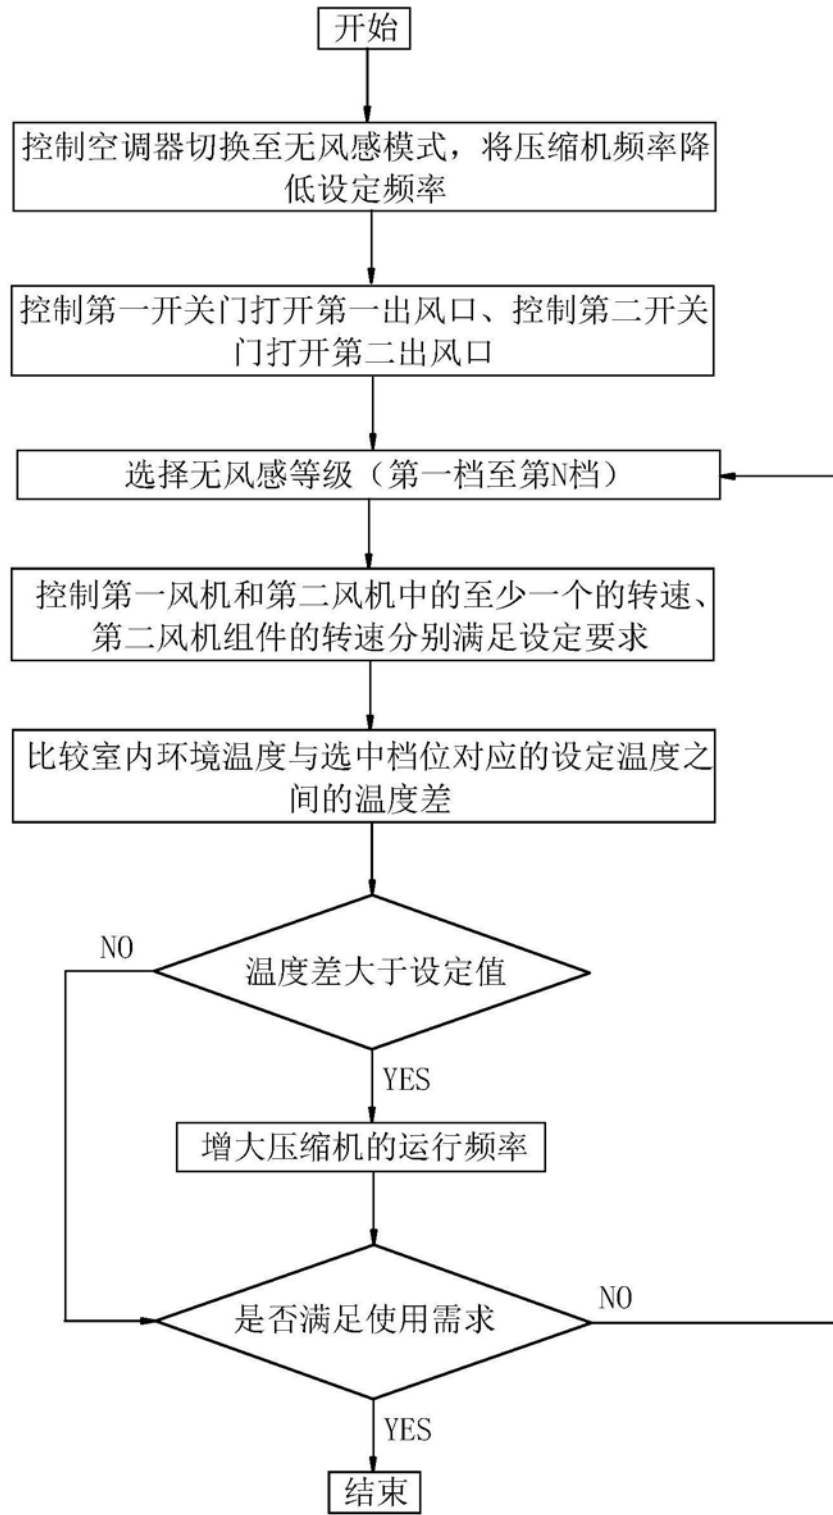 开始
控制空调器切换至无风感模式，将压缩机频率降
低设定频率
控制第一开关门打开第一出风口、控制第二开关
门打开第二出风口
选择无风感等级（第一档至第N档）
控制第一风机和第二风机中的至少一个的转速、
第二风机组件的转速分别满足设定要求
比较室内环境温度与选中档位对应的设定温度之
间的温度差
NO
温度差大于设定值
YES
增大压缩机的运行频率
是否满足使用需求
NO
YES
结束